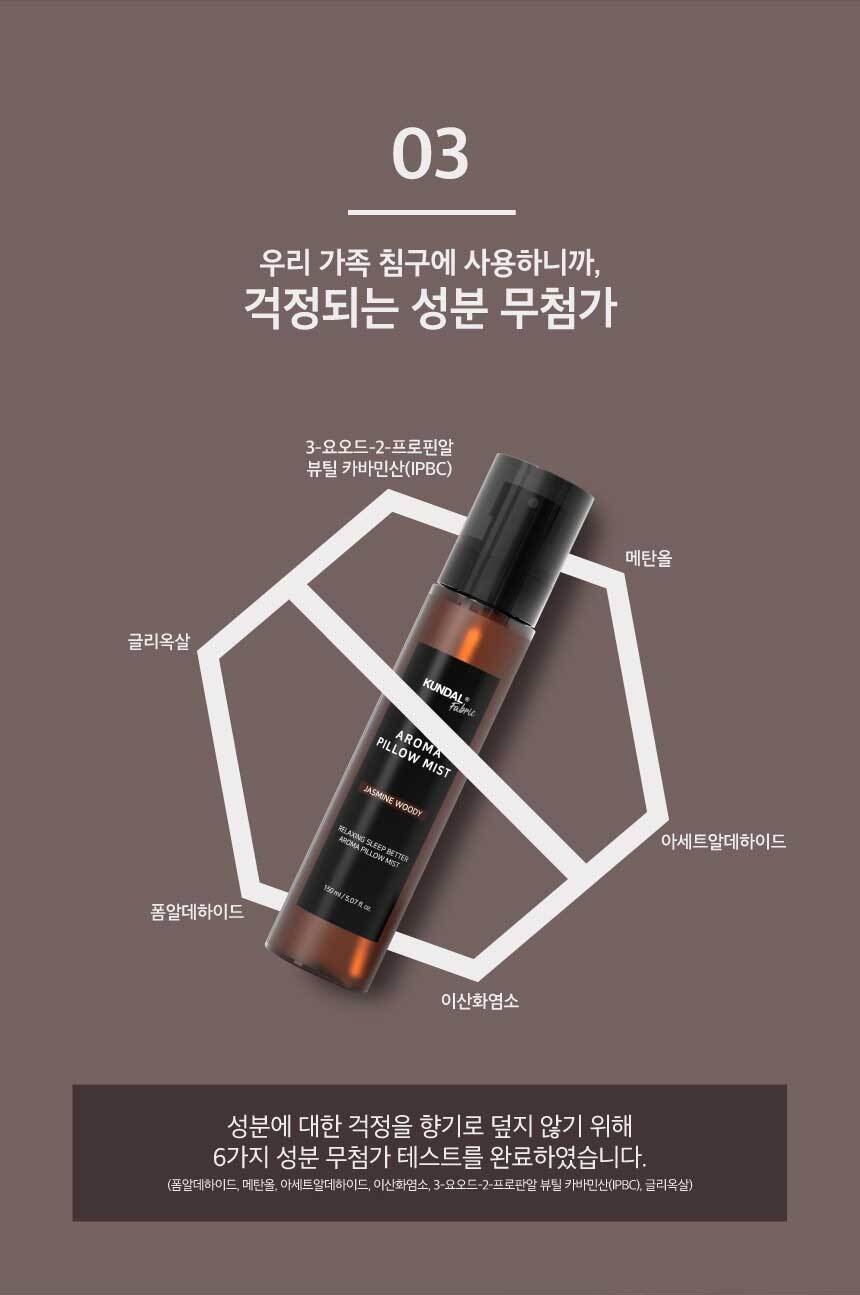 03
우리 가족 침구에 사용하니까,
걱정되는 성분 무첨가
3-요오드-2-프로핀알
뷰틸 카바민산(IPBC)
메탄올
글리옥살
KUNDAL®
Fabric
AROMA
PILLOW MIST
JASMINE WOODY
RELAXING SLEEP BETTER
AROMA PILLOW MIST
150 ml / 5.07 fl. oz.
아세트알데하이드
폼알데하이드
이산화염소
성분에 대한 걱정을 향기로 덮지 않기 위해
6가지 성분 무첨가 테스트를 완료하였습니다.
(폼알데하이드, 메탄올, 아세트알데하이드, 이산화염소, 3-요오드-2-프로판알 뷰틸 카바민산(IPBC), 글리옥살)